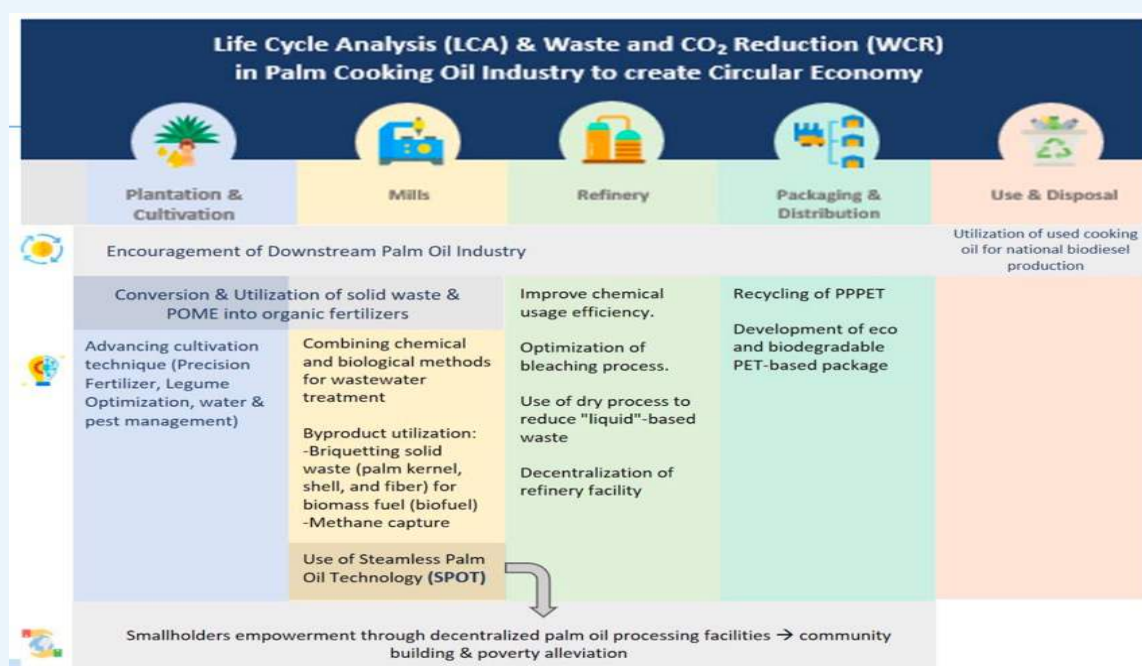 Life Cycle Analysis (LCA) & Waste and CO₂ Reduction (WCR)
in Palm Cooking Oil Industry to create Circular Economy
Plantation &
Cultivation
Mills
Refinery
Packaging &
Distribution
Use & Disposal
Encouragement of Downstream Palm Oil Industry
Utilization of used cooking
oil for national biodiesel
production
Conversion & Utilization of solid waste &
POME into organic fertilizers
Advancing cultivation
technique (Precision
Fertilizer, Legume
Optimization, water &
pest management)
Combining chemical
and biological methods
for wastewater
treatment
Byproduct utilization:
-Briquetting solid
waste (palm kernel,
shell, and fiber) for
biomass fuel (biofuel)
-Methane capture
Use of Steamless Palm
Oil Technology (SPOT)
Improve chemical
usage efficiency.
Optimization of
bleaching process.
Use of dry process to
reduce "liquid"-based
waste
Decentralization of
refinery facility
Recycling of PPPET
Development of eco
and biodegradable
PET-based package
Smallholders empowerment through decentralized palm oil processing facilities → community
building & poverty alleviation